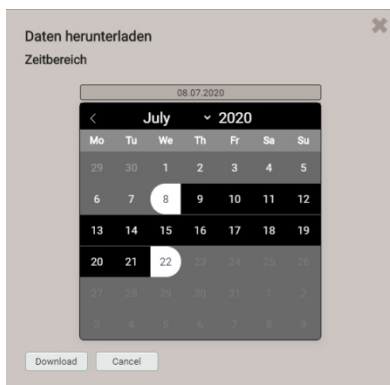 Daten herunterladen
Zeitbereich
08.07.2020
July 2020
Mo Tu We Th Fr Sa Su
29 30 1 2 3 4 5
6 7 8 9 10 11 12
13 14 15 16 17 18 19
20 21 22 23 24 25 26
27 28 29 30 31 1 2
3 4 5 6 7 8 9
Download Cancel